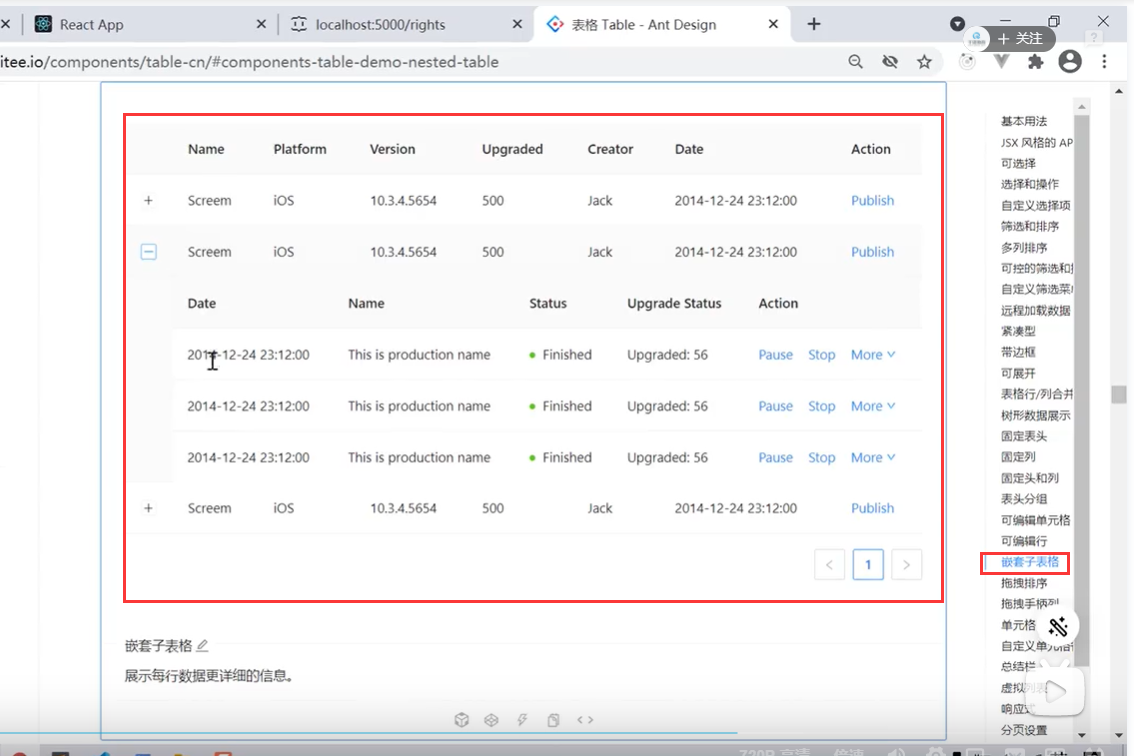 React App
localhost:5000/rights
表格 Table - Ant Design
+ 关注
itee.io/components/table-cn/#components-table-demo-nested-table
Name Platform Version Upgraded Creator Date Action
Screem iOS 10.3.4.5654 500 Jack 2014-12-24 23:12:00 Publish
Screem iOS 10.3.4.5654 500 Jack 2014-12-24 23:12:00 Publish
Date Name Status Upgrade Status Action
2014-12-24 23:12:00 This is production name Finished Upgraded: 56 Pause Stop More
2014-12-24 23:12:00 This is production name Finished Upgraded: 56 Pause Stop More
2014-12-24 23:12:00 This is production name Finished Upgraded: 56 Pause Stop More
Screem iOS 10.3.4.5654 500 Jack 2014-12-24 23:12:00 Publish
< 1 >
嵌套子表格
展示每行数据更详细的信息。
基本用法
JSX 风格的 AP
可选择
选择和操作
自定义选择项
筛选和排序
多列排序
可控的筛选和
自定义筛选菜
远程加载数据
紧凑型
带边框
可展开
表格行/列合并
树形数据展示
固定表头
固定列
固定头和列
表头分组
可编辑单元格
可编辑行
嵌套子表格
拖拽排序
拖拽手柄列
单元格
自定义单元格
总结栏
虚拟列表
响应式
分页设置
720P 高清 倍速